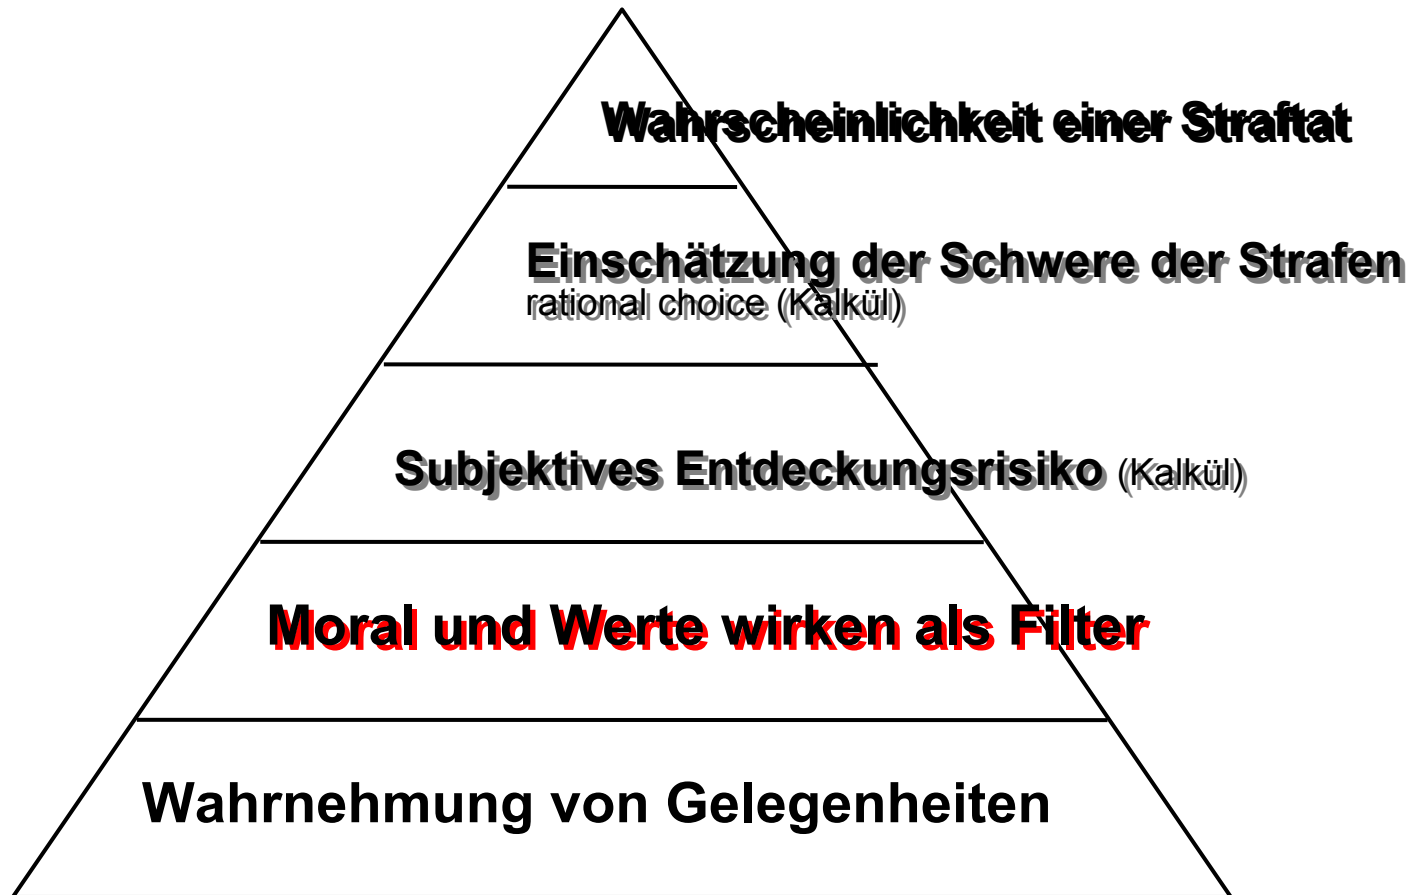 Wahrscheinlichkeit einer Straftat
Einschätzung der Schwere der Strafen
rational choice (Kalkül)
Subjektives Entdeckungsrisiko (Kalkül)
Moral und Werte wirken als Filter
Wahrnehmung von Gelegenheiten